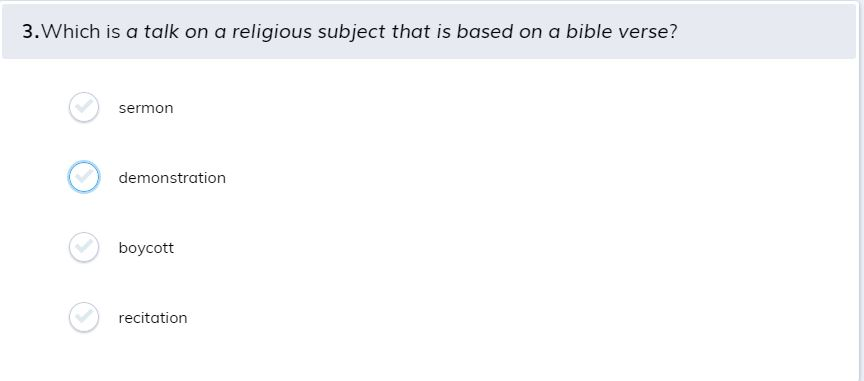 3.Which is a talk on a religious subject that is based on a bible verse?
sermon
demonstration
boycott
recitation